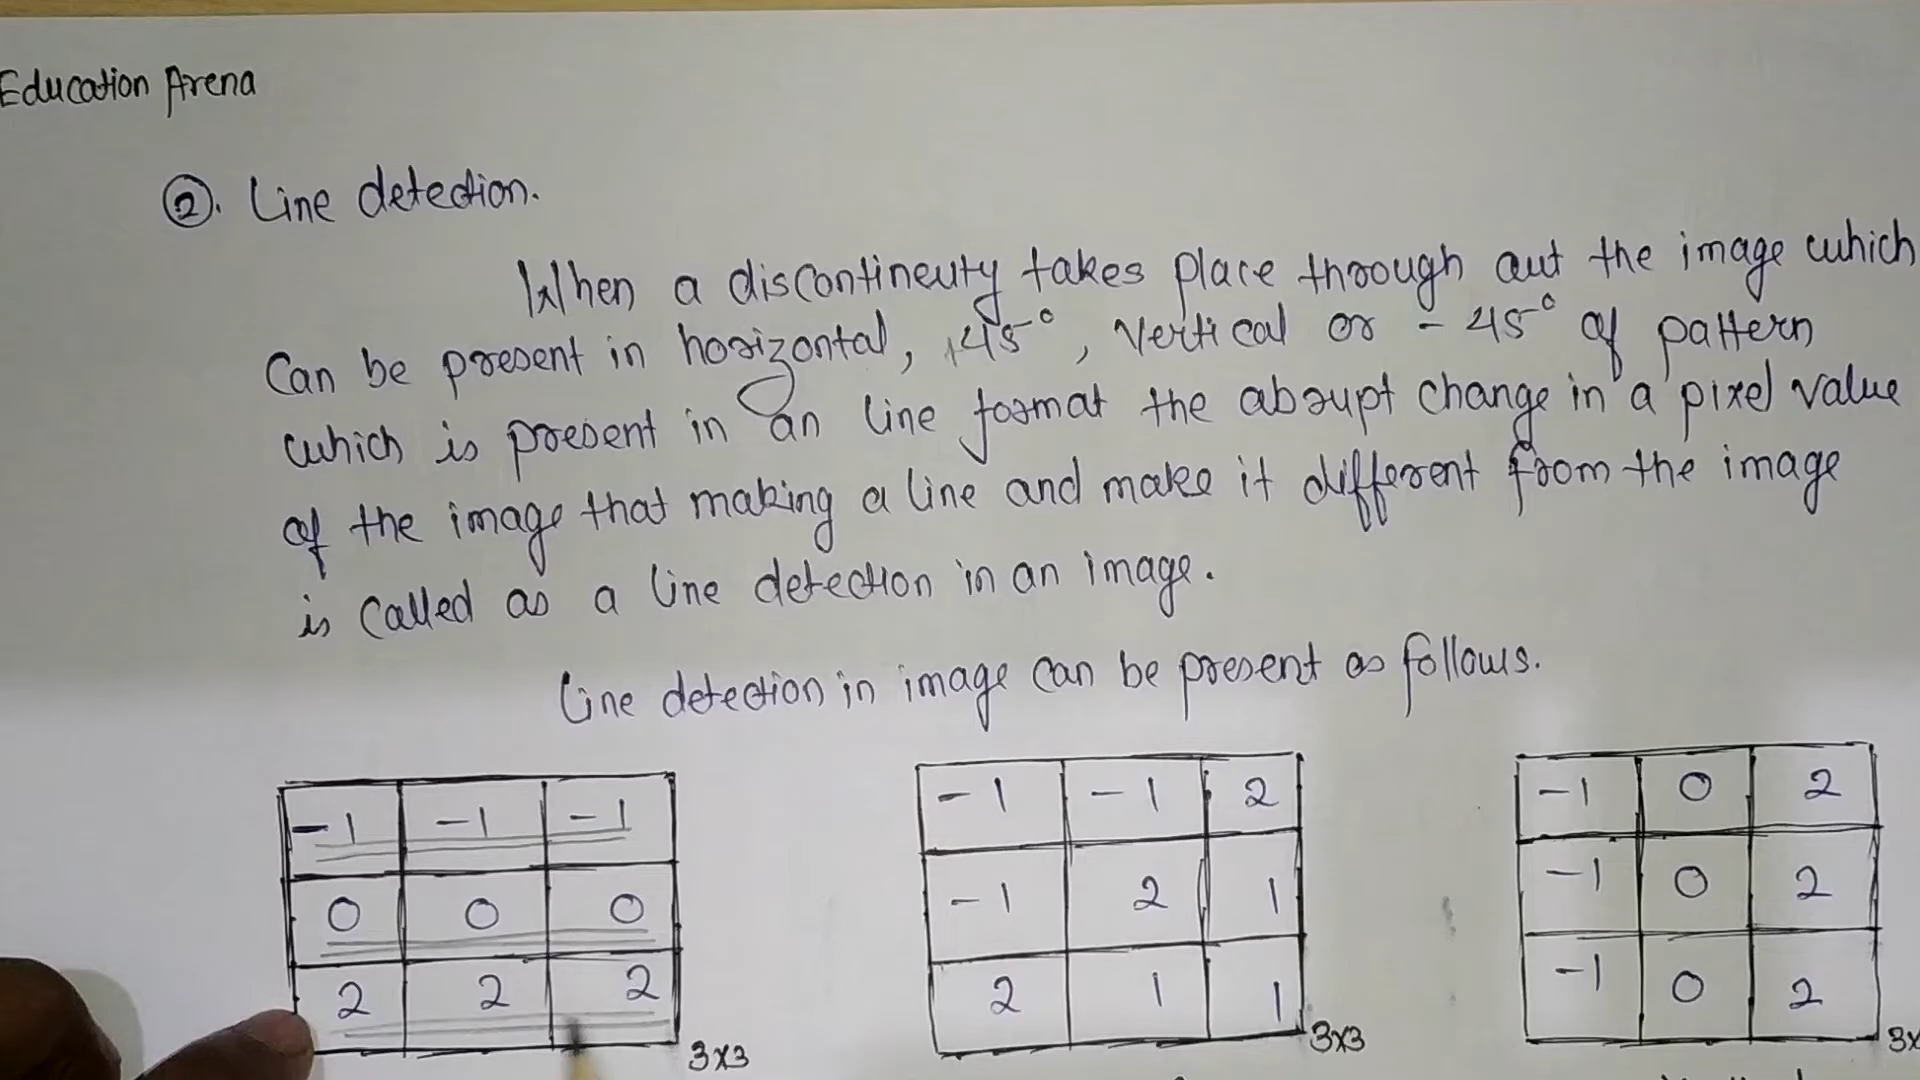 Education Arena
②. Line detection.
When a discontineuty takes place through out the image which
Can be present in horizontal, +45°, Vertical or -45° of pattern
which is present in an line format the abrupt change in a pixel value
of the image that making a line and make it different from the image
is called as a line detection in an image.
Line detection in image can be present as follows.
-1 -1 -1
0 0 0
2 2 2
3x3
-1 -1 2
-1 2 1
2 1 1
3x3
-1 0 2
-1 0 2
-1 0 2
3x